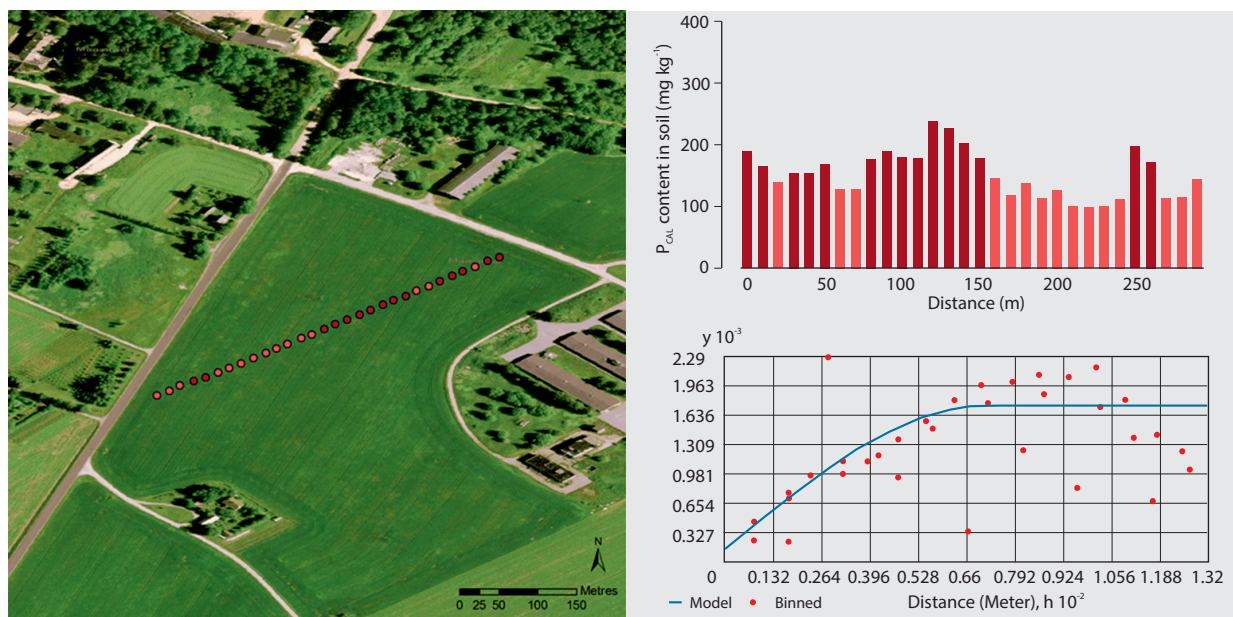 N
Metres
0 25 50 100 150
P_CAL content in soil (mg kg⁻¹)
400
300
200
100
0
0 50 100 150 200 250
Distance (m)
y 10⁻³
2.29
1.963
1.636
1.309
0.981
0.654
0.327
0 0.132 0.264 0.396 0.528 0.66 0.792 0.924 1.056 1.188 1.32
Model Binned Distance (Meter), h 10⁻²